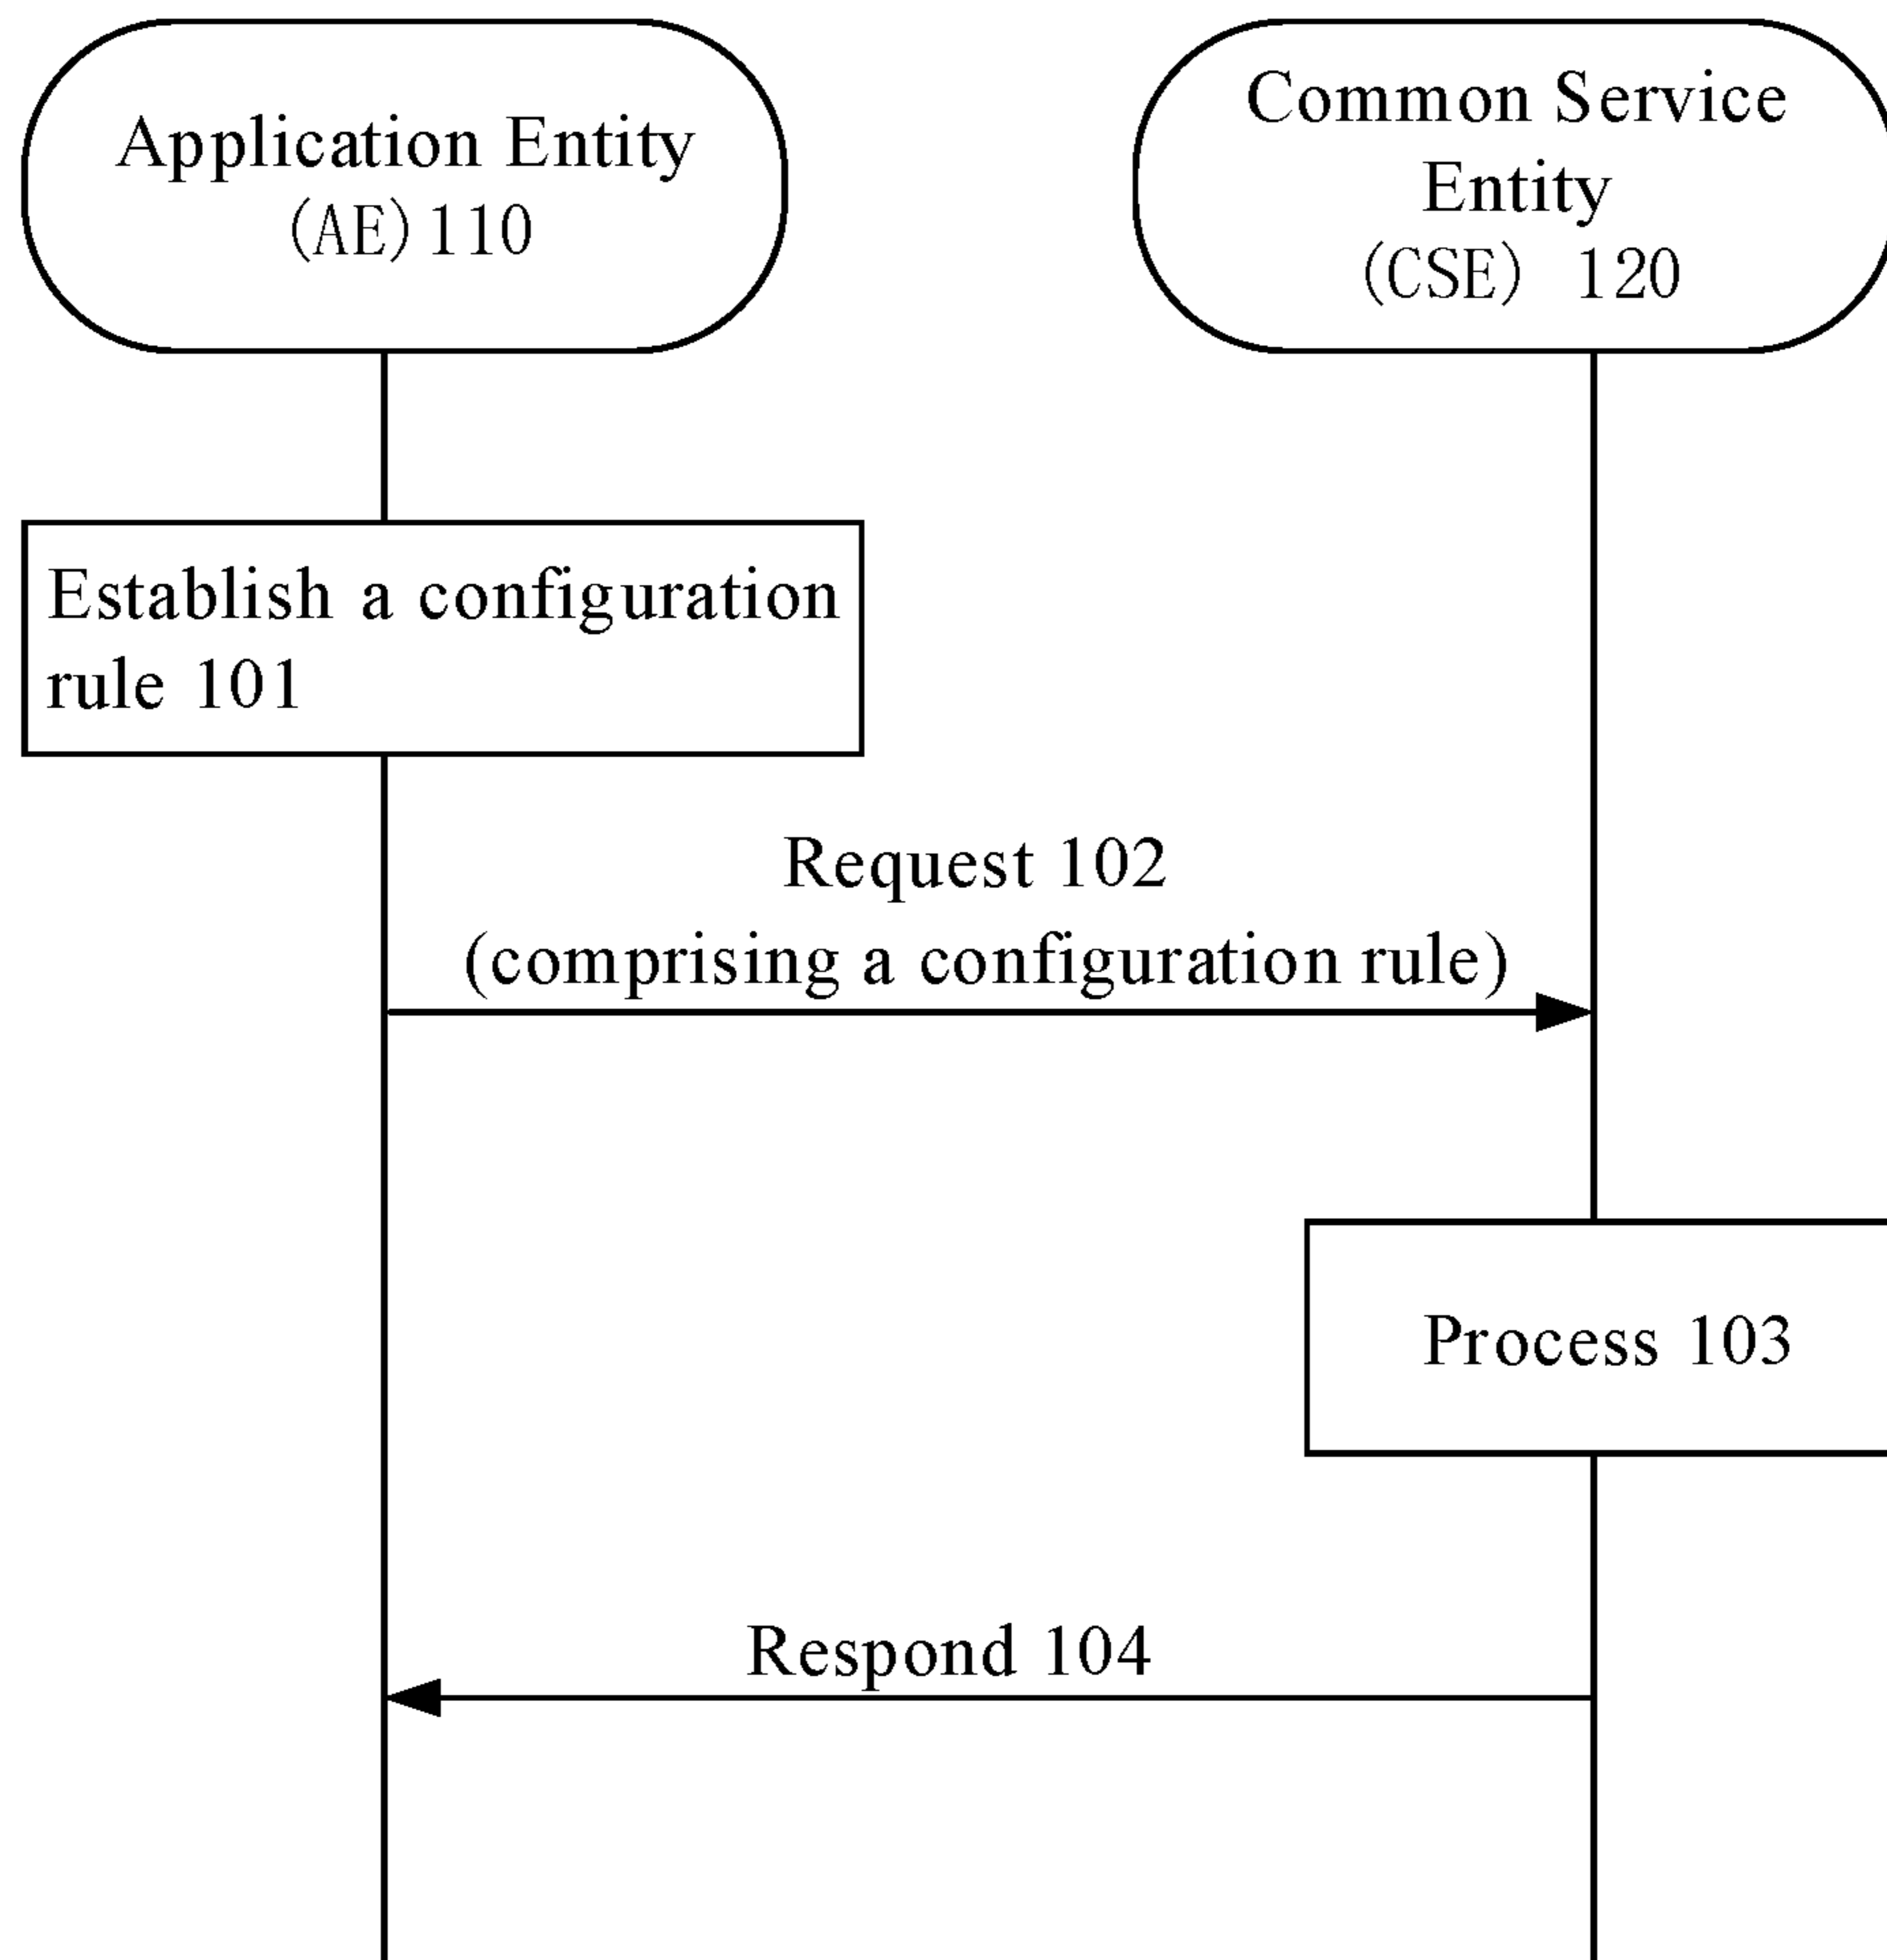 Application Entity
(AE) 110
Common Service
Entity
(CSE) 120
Establish a configuration
rule 101
Request 102
(comprising a configuration rule)
Process 103
Respond 104